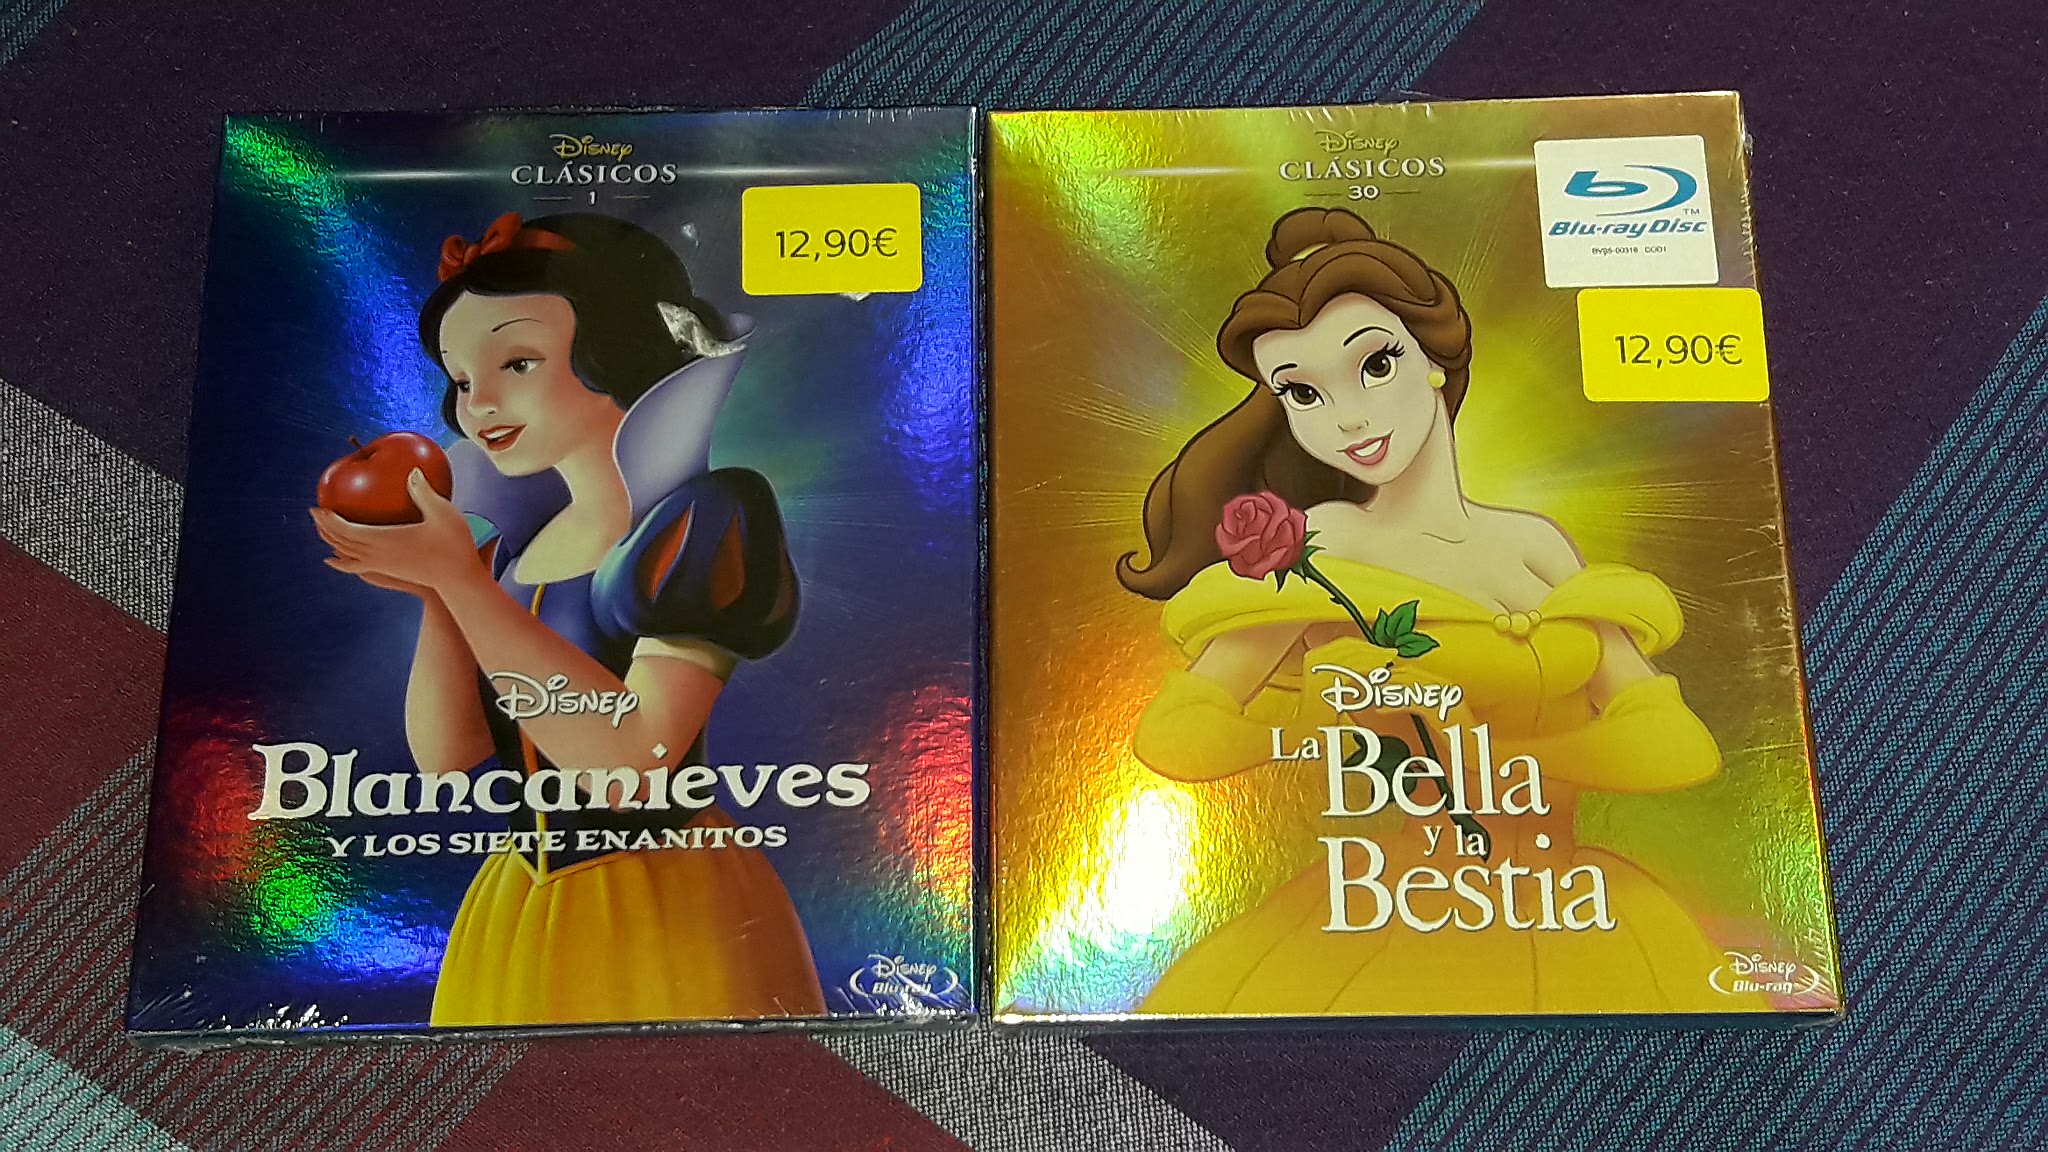 Disney
CLÁSICOS
1
12,90€
Disney
Blancanieves
Y LOS SIETE ENANITOS
Disney
Blu-ray
Disney
CLÁSICOS
30
Blu-ray Disc
TM
12,90€
Disney
La Bella
y la
Bestia
Disney
Blu-ray